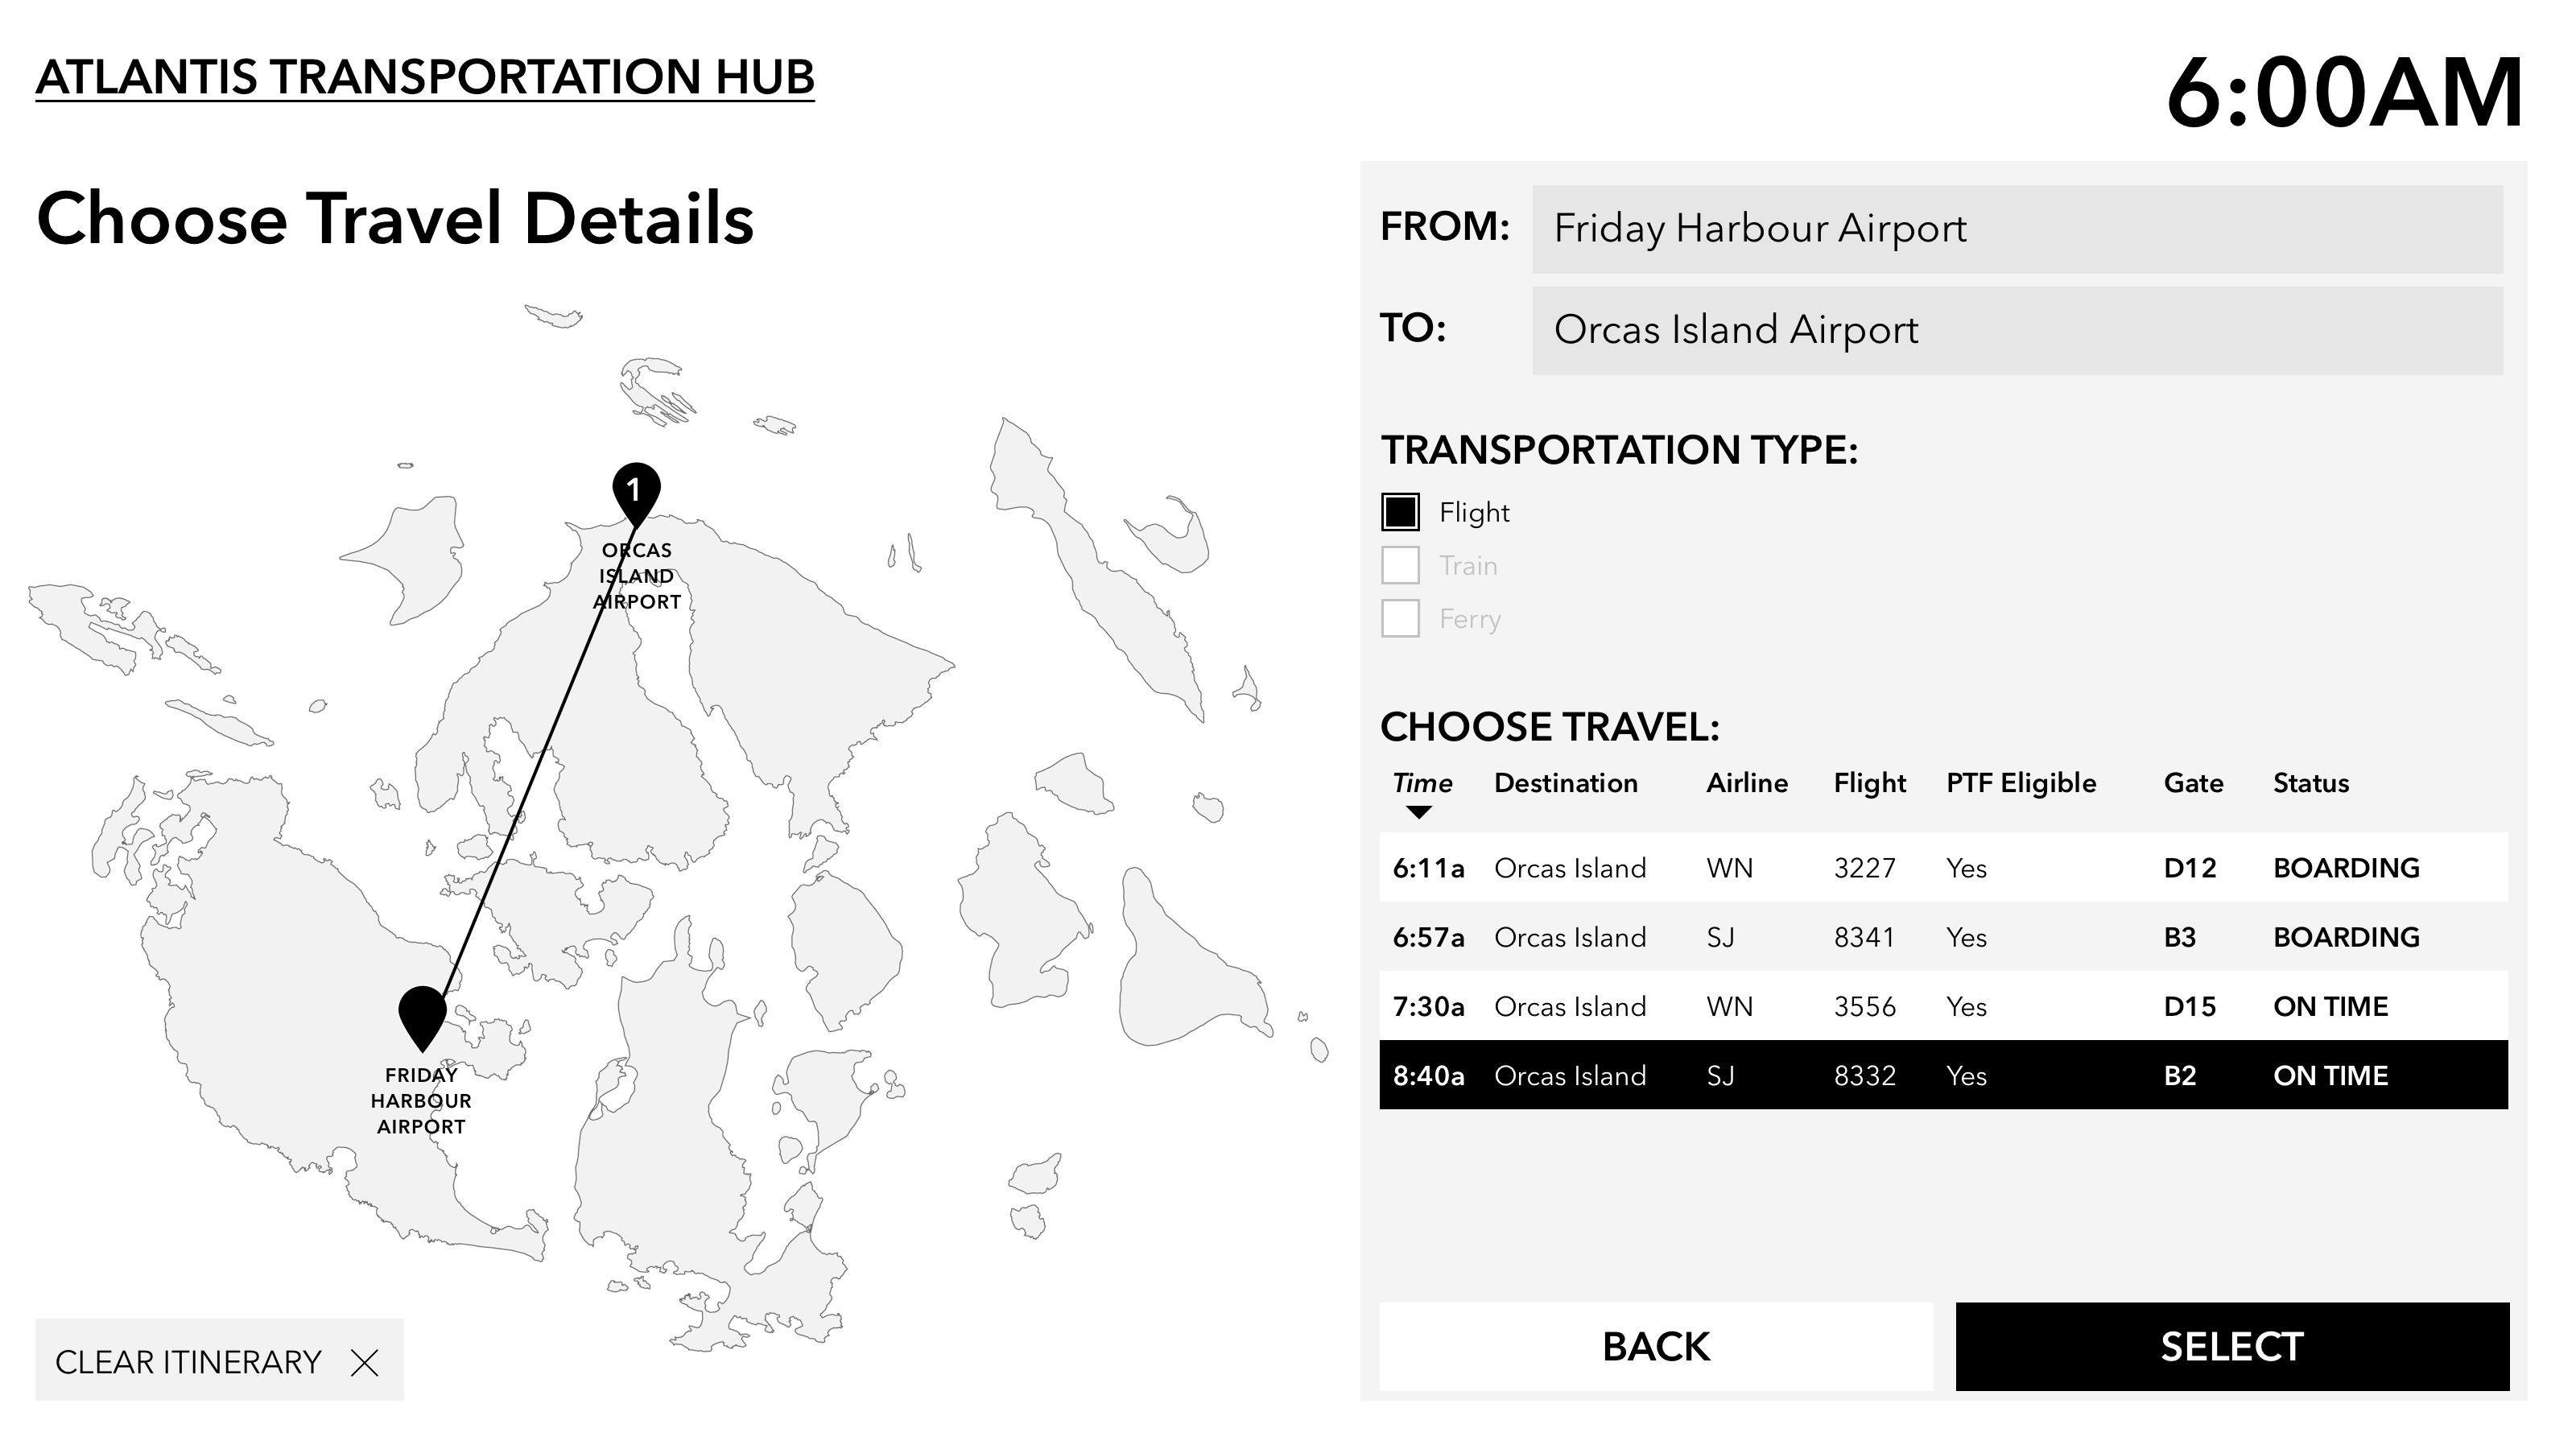 ATLANTIS TRANSPORTATION HUB
6:00AM
Choose Travel Details
1
ORCAS
ISLAND
AIRPORT
FRIDAY
HARBOUR
AIRPORT
CLEAR ITINERARY
FROM: Friday Harbour Airport
TO: Orcas Island Airport
TRANSPORTATION TYPE:
Flight
Train
Ferry
CHOOSE TRAVEL:
Time Destination Airline Flight PTF Eligible Gate Status
6:11a Orcas Island WN 3227 Yes D12 BOARDING
6:57a Orcas Island SJ 8341 Yes B3 BOARDING
7:30a Orcas Island WN 3556 Yes D15 ON TIME
8:40a Orcas Island SJ 8332 Yes B2 ON TIME
BACK SELECT